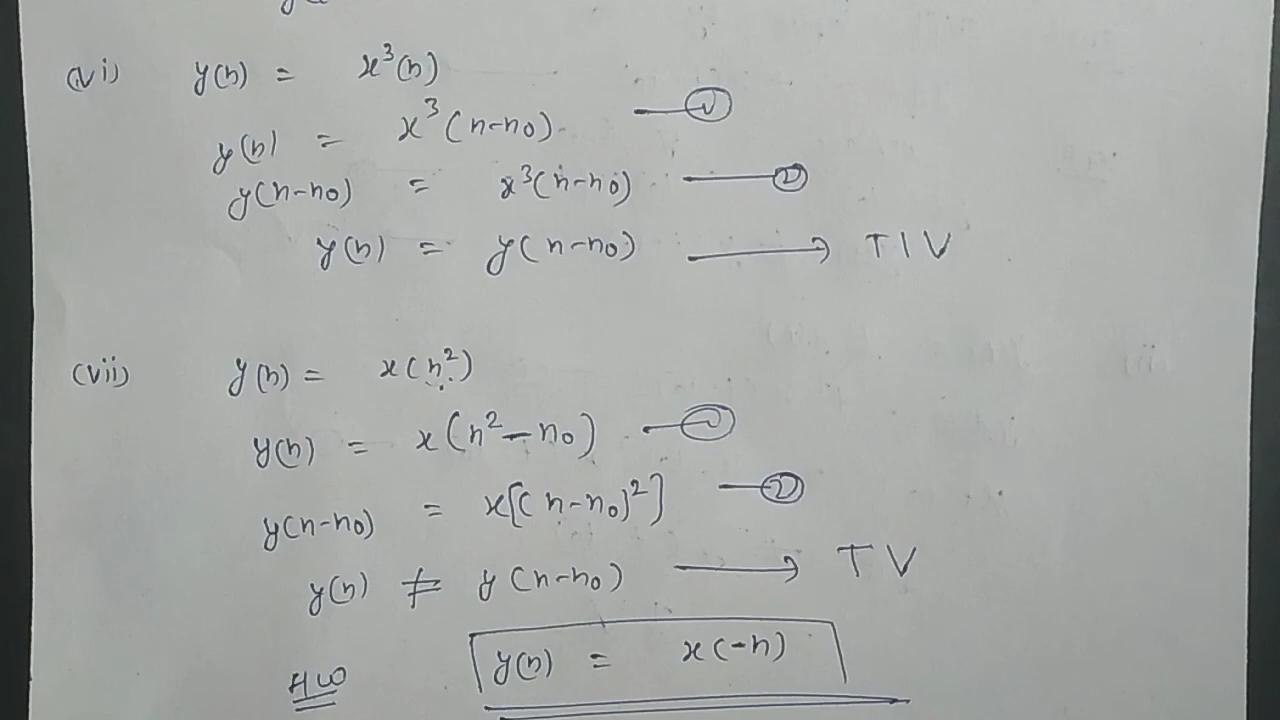 (vi) y(n) = x³(n)
y(n) = x³(n-n₀) — ①
y(n-n₀) = x³(n-n₀) — ②
y(n) = y(n-n₀) → TIV
(vii) y(n) = x(n²)
y(n) = x(n²-n₀) — ①
y(n-n₀) = x[(n-n₀)²] — ②
y(n) ≠ y(n-n₀) → TV
HW y(n) = x(-n)